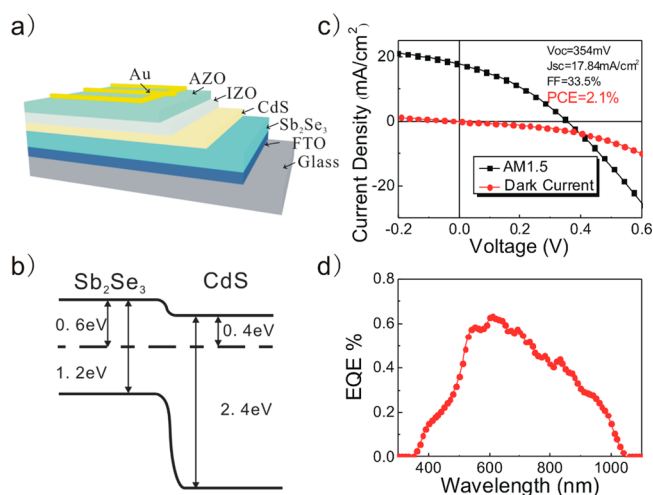 a)
Au
AZO
IZO
CdS
Sb2Se3
FTO
Glass
b)
Sb2Se3
CdS
0.6eV
0.4eV
1.2eV
2.4eV
c)
Current Density (mA/cm²)
20
0
-20
Voc=354mV
Jsc=17.84mA/cm²
FF=33.5%
PCE=2.1%
AM1.5
Dark Current
-0.2 0.0 0.2 0.4 0.6
Voltage (V)
d)
EQE %
0.8
0.6
0.4
0.2
0.0
400 600 800 1000
Wavelength (nm)